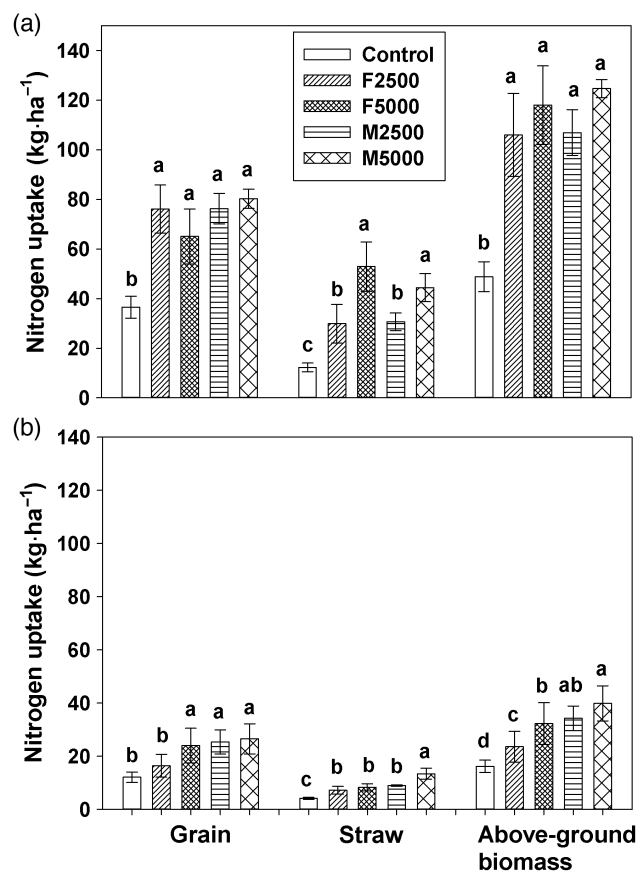 (a)
140
120
100
80
60
40
20
0
Nitrogen uptake (kg·ha⁻¹)
Control
F2500
F5000
M2500
M5000
b a a a a
c b a b a
b a a a a
(b)
140
120
100
80
60
40
20
0
Nitrogen uptake (kg·ha⁻¹)
b b a a a
c b b b a
d c b ab a
Grain Straw Above-ground
biomass